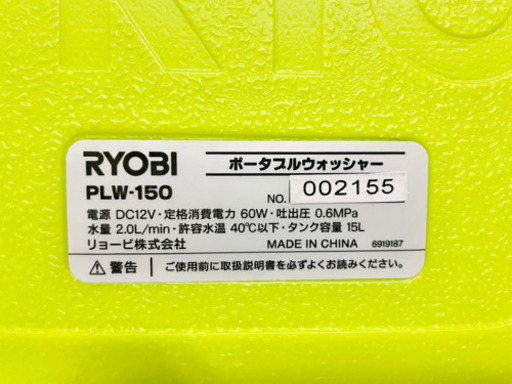 RYOBI ポータブルウォッシャー
PLW-150 NO. 002155
電源 DC12V・定格消費電力 60W・吐出圧 0.6MPa
水量 2.0L/min・許容水温 40℃以下・タンク容量 15L
リョービ株式会社 MADE IN CHINA 6919187
⚠警告 ご使用前に取扱説明書を必ずよくお読みください。